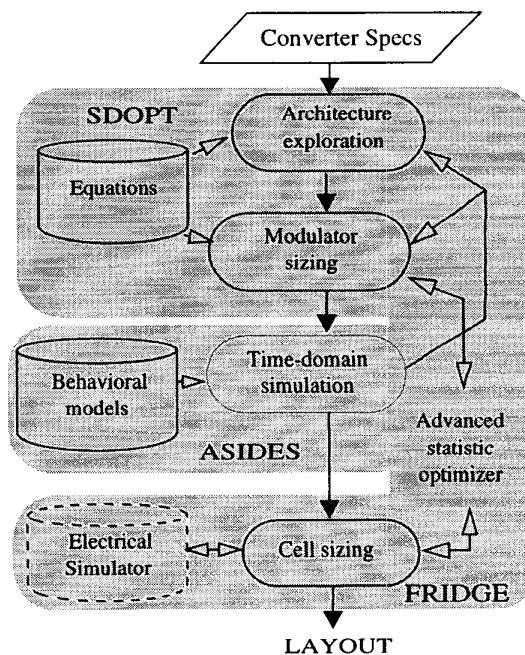 Converter Specs
SDOPT
Architecture
exploration
Equations
Modulator
sizing
Time-domain
simulation
Behavioral
models
ASIDES
Advanced
statistic
optimizer
Electrical
Simulator
Cell sizing
FRIDGE
LAYOUT